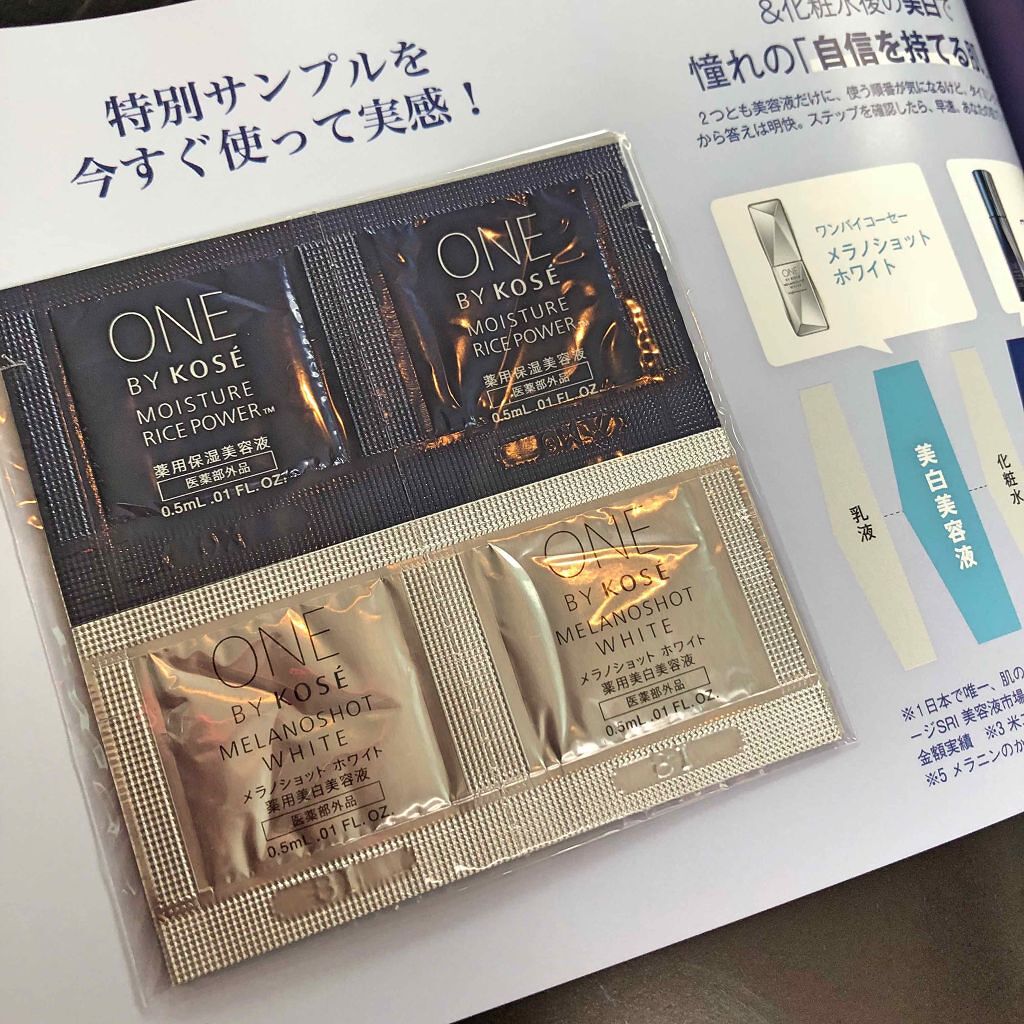 特別サンプルを
今すぐ使って実感！
ONE
BY KOSÉ
MOISTURE
RICE POWER™
薬用保湿美容液
医薬部外品
0.5mL .01 FL. OZ.
ONE
BY KOSÉ
MOISTURE
RICE POWER™
薬用保湿美容液
医薬部外品
0.5mL .01 FL. OZ.
ONE
BY KOSÉ
MELANOSHOT
WHITE
メラノショット ホワイト
薬用美白美容液
医薬部外品
0.5mL .01 FL. OZ.
ONE
BY KOSÉ
MELANOSHOT
WHITE
メラノショット ホワイト
薬用美白美容液
医薬部外品
0.5mL .01 FL. OZ.
&化粧水後の美白で
憧れの「自信を持てる肌
2つとも美容液だけに、使う順番が気になるけど、タイ
から答えは明快。ステップを確認したら、早速、あなたの
ワンバイコーセー
メラノショット
ホワイト
乳液
美白美容液
化粧水
※1日本で唯一、肌の
ージSRI 美容液市場
金額実績 ※3 米
※5 メラニンのか